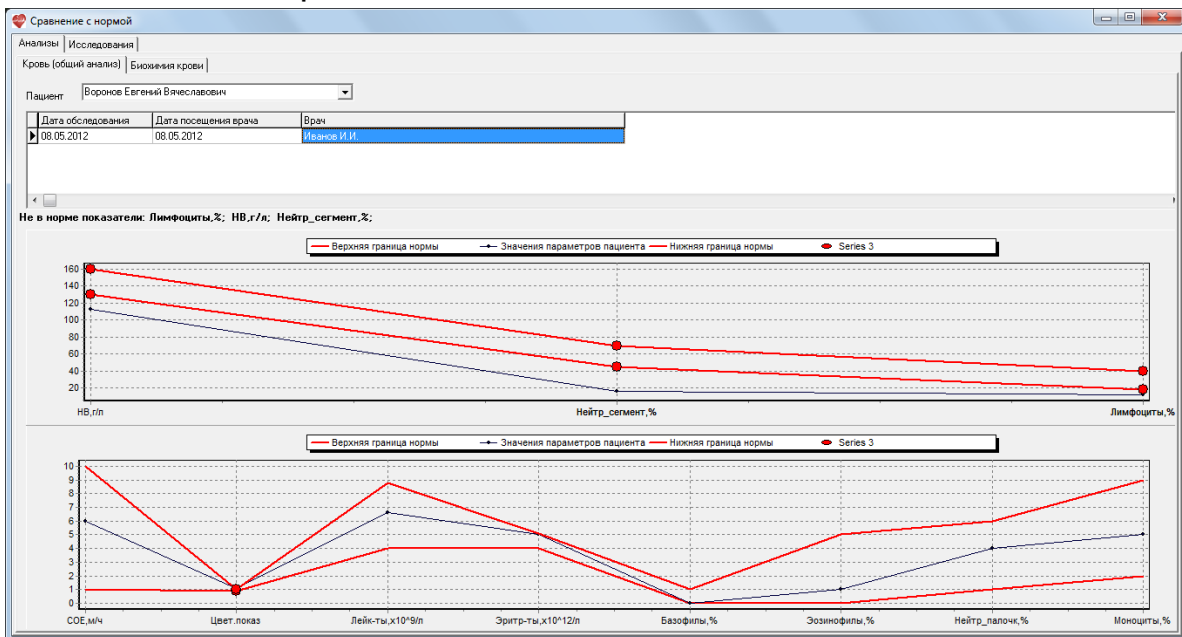 Сравнение с нормой
Анализы Исследования
Кровь (общий анализ) Биохимия крови
Пациент Воронов Евгений Вячеславович
Дата обследования Дата посещения врача Врач
08.05.2012 08.05.2012 Иванов И.И.
Не в норме показатели: Лимфоциты,%; НВ,г/л; Нейтр_сегмент,%;
Верхняя граница нормы Значения параметров пациента Нижняя граница нормы Series 3
160
140
120
100
80
60
40
20
НВ,г/л Нейтр_сегмент,% Лимфоциты,%
Верхняя граница нормы Значения параметров пациента Нижняя граница нормы Series 3
10
9
8
7
6
5
4
3
2
1
0
СОЕ,м/ч Цвет.показ Лейк-ты,х10^9/л Эритр-ты,х10^12/л Базофилы,% Эозинофилы,% Нейтр_палочк,% Моноциты,%